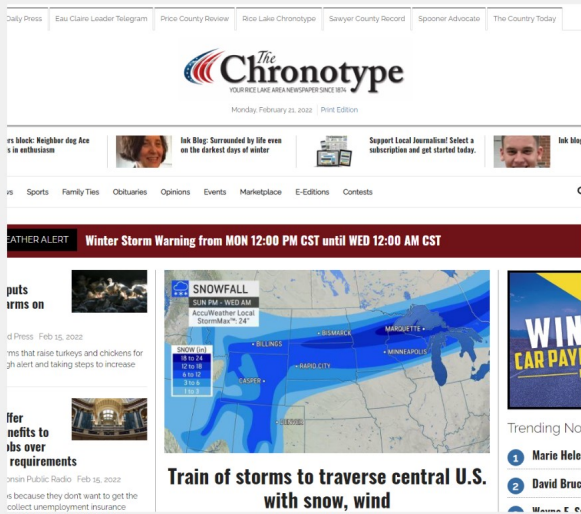 Daily Press
Eau Claire Leader Telegram
Price County Review
Rice Lake Chronotype
Sawyer County Record
Spooner Advocate
The Country Today
The
Chronotype
YOUR RICE LAKE AREA NEWSPAPER SINCE 1874
Monday, February 21, 2022 | Print Edition
ers block: Neighbor dog Ace
s in enthusiasm
Ink Blog: Surrounded by life even
on the darkest days of winter
Support Local Journalism! Select a
subscription and get started today.
Ink blog
Sports
Family Ties
Obituaries
Opinions
Events
Marketplace
E-Editions
Contests
EATHER ALERT
Winter Storm Warning from MON 12:00 PM CST until WED 12:00 AM CST
puts
arms on
d Press Feb 15, 2022
rms that raise turkeys and chickens for
gh alert and taking steps to increase
ffer
nefits to
obs over
requirements
onsin Public Radio Feb 15, 2022
s because they don't want to get the
collect unemployment insurance
SNOWFALL
SUN PM - WED AM
AccuWeather Local
StormMax™: 24"
SNOW (in)
18 to 24
12 to 18
6 to 12
3 to 6
1 to 3
BILLINGS
BISMARCK
MARQUETTE
MINNEAPOLIS
CASPER
RAPID CITY
DENVER
Train of storms to traverse central U.S.
with snow, wind
WIN
CAR PAY
Trending No
1 Marie Hele
2 David Bruc
Wayne F. S